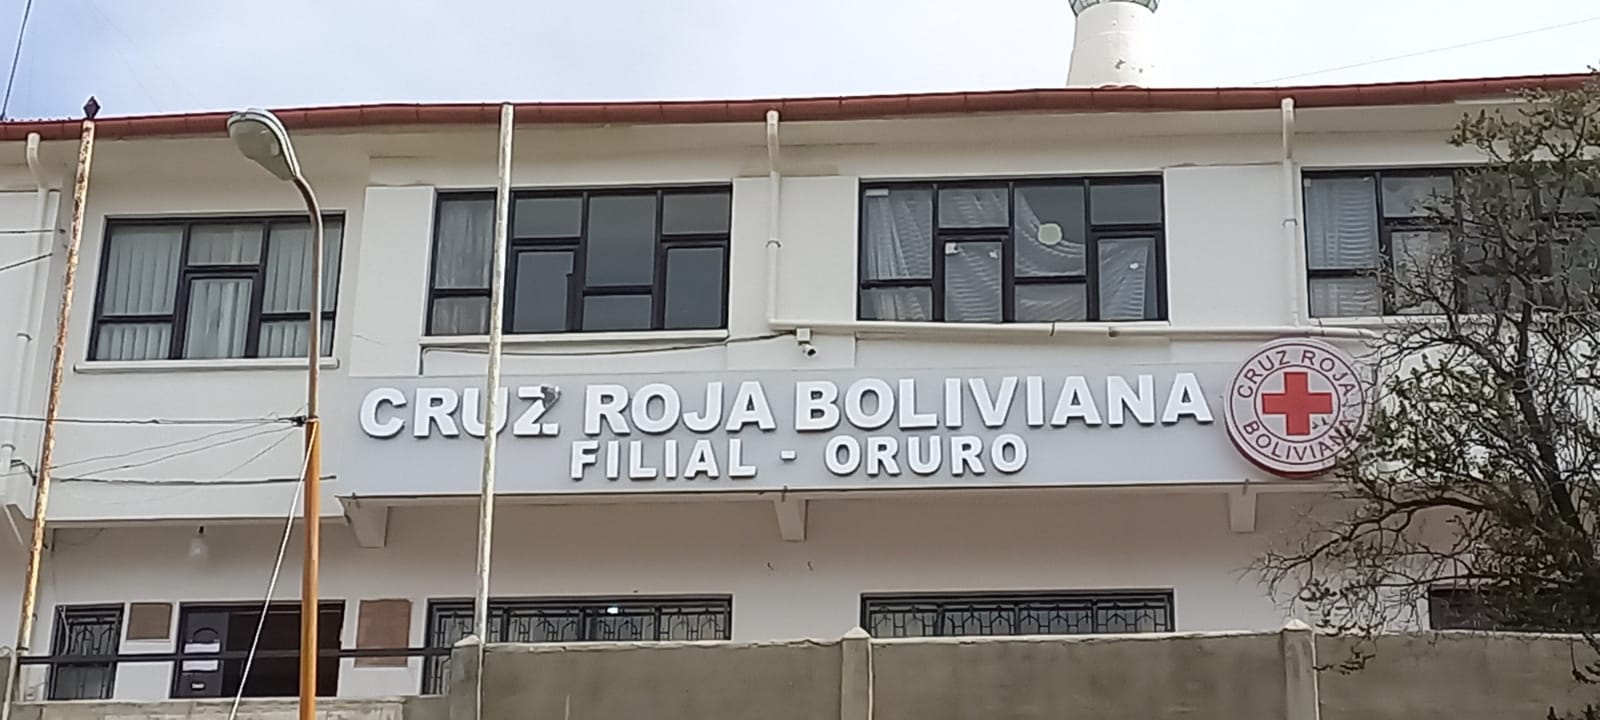 CRUZ ROJA BOLIVIANA
FILIAL - ORURO
CRUZ ROJA
BOLIVIANA